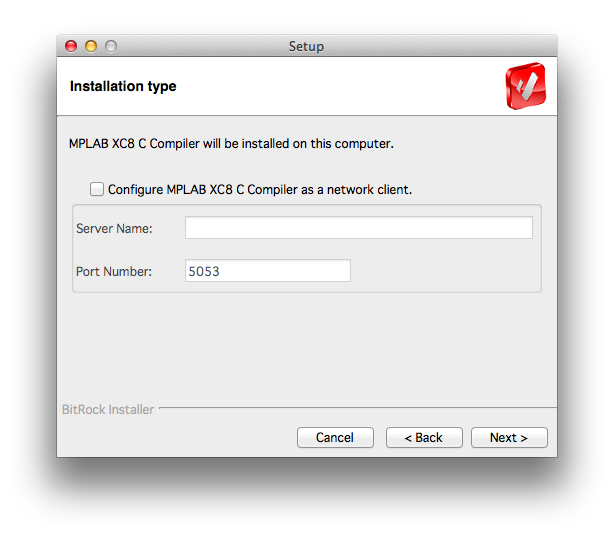 Setup
Installation type
MPLAB XC8 C Compiler will be installed on this computer.
Configure MPLAB XC8 C Compiler as a network client.
Server Name:
Port Number: 5053
BitRock Installer
Cancel < Back Next >